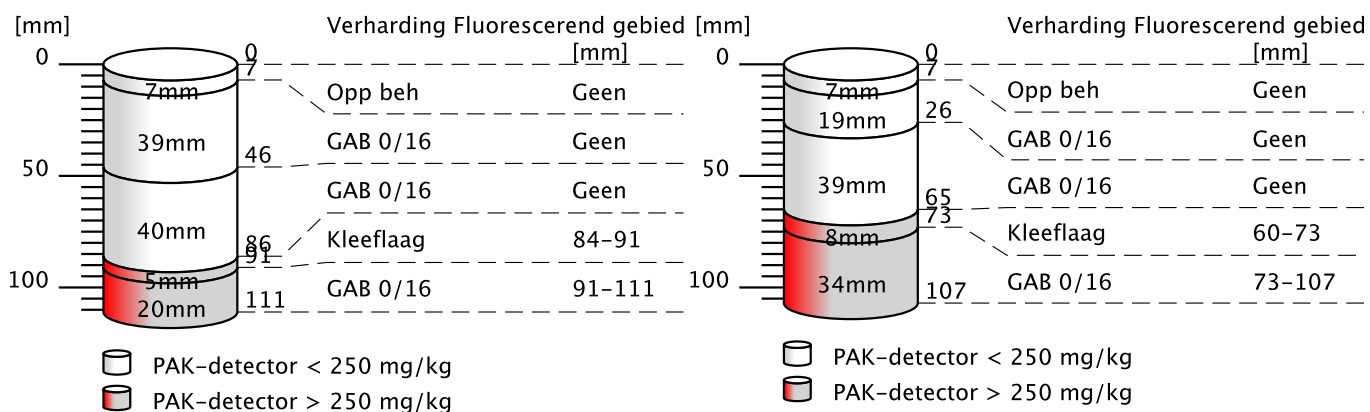 [mm] Verharding Fluorescerend gebied
[mm]
0 0
7
7mm Opp beh Geen
39mm GAB 0/16 Geen
46
50
GAB 0/16 Geen
40mm
86 Kleeflaag 84-91
91
5mm
100
20mm 111 GAB 0/16 91-111
PAK-detector < 250 mg/kg
PAK-detector > 250 mg/kg
[mm] Verharding Fluorescerend gebied
[mm]
0 0
7
7mm Opp beh Geen
26
19mm GAB 0/16 Geen
50
39mm GAB 0/16 Geen
65
73
8mm Kleeflaag 60-73
100
34mm 107 GAB 0/16 73-107
PAK-detector < 250 mg/kg
PAK-detector > 250 mg/kg